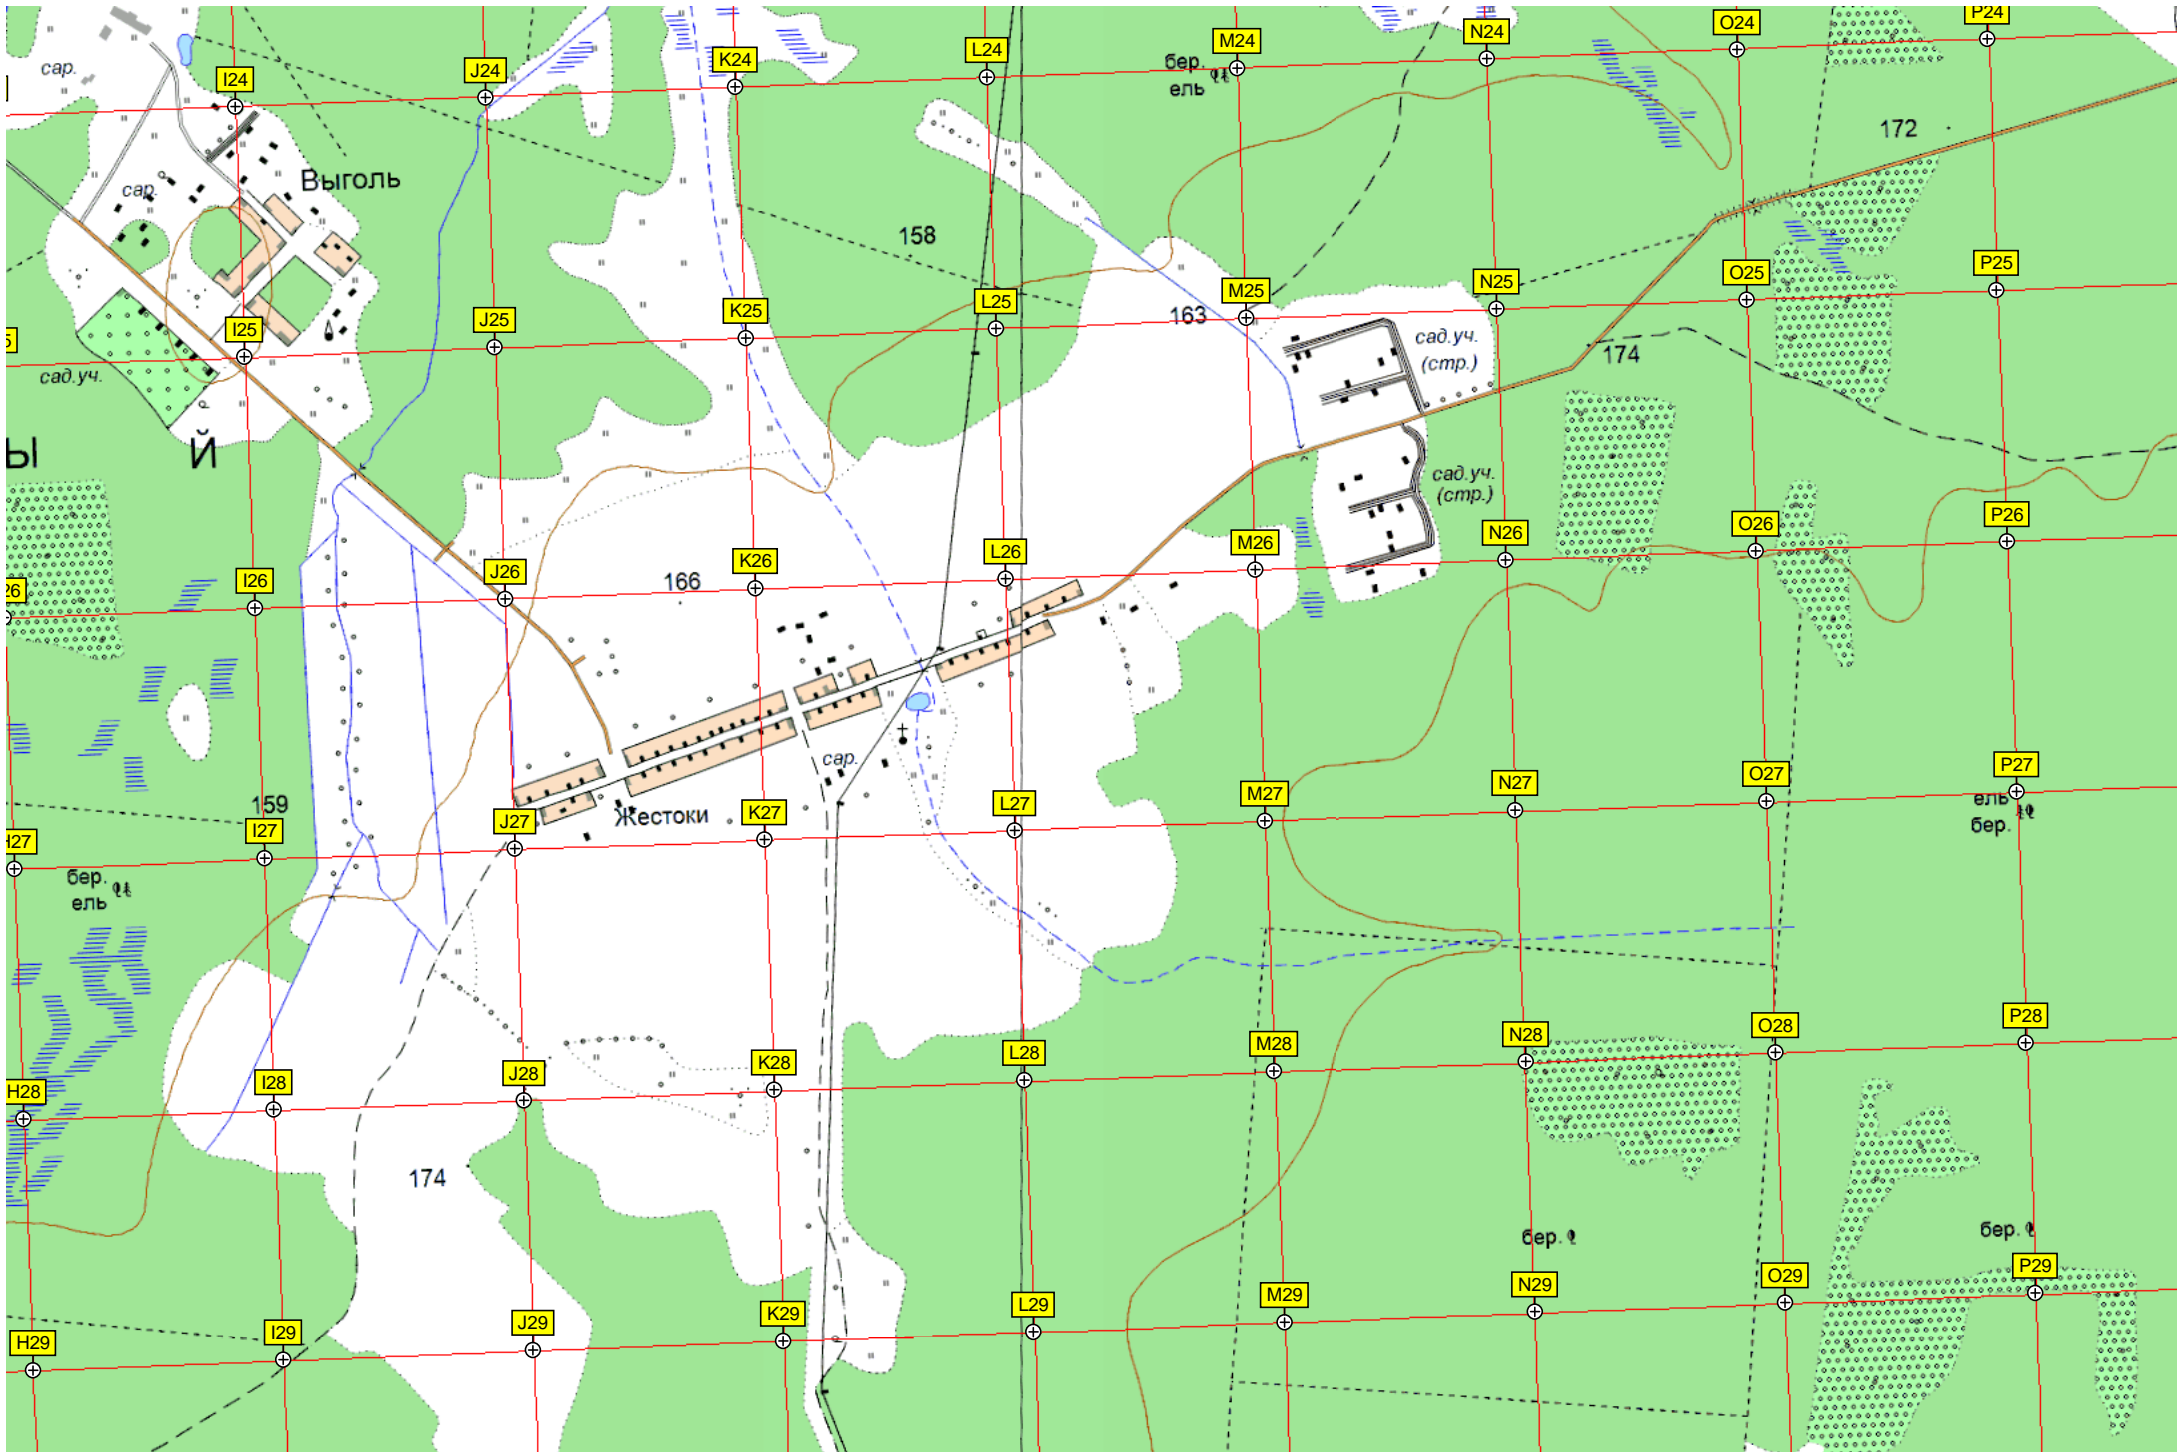 P24
O24
N24
M24
L24
K24
J24
I24
сар.
бер.
ель
172
Выголь
сар.
158
P25
O25
N25
M25
L25
K25
J25
I25
5
163
сад.уч.
(стр.)
174
сад.уч.
Ы Й
сад.уч.
(стр.)
P26
O26
N26
M26
L26
K26
J26
I26
26
166
сар.
159
Жестоки
P27
O27
N27
M27
L27
K27
J27
I27
H27
ель
бер.
бер.
ель
P28
O28
N28
M28
L28
K28
J28
I28
H28
174
бер.
бер.
P29
O29
N29
M29
L29
K29
J29
I29
H29